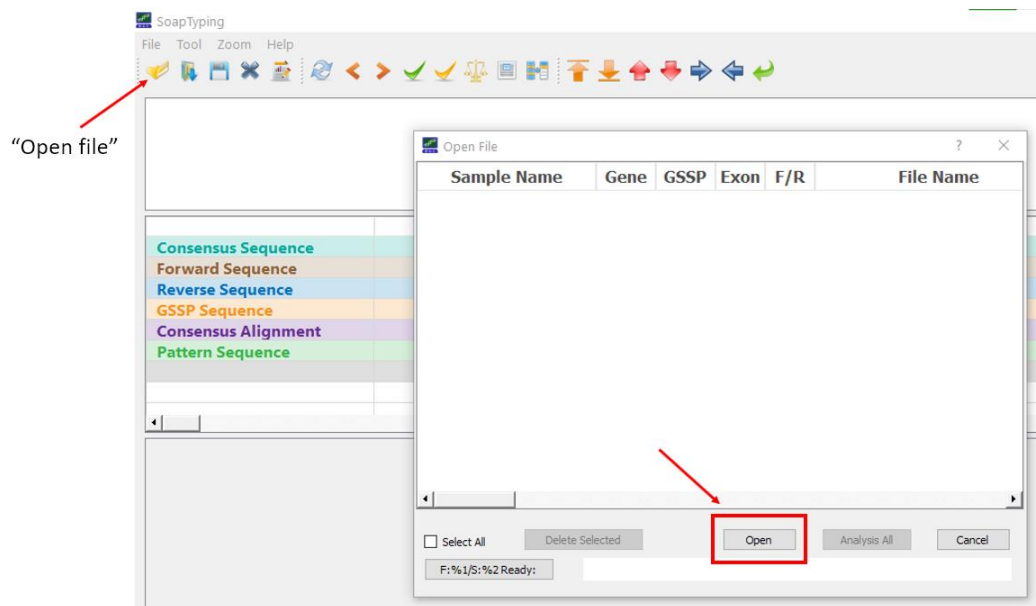 SoapTyping
File Tool Zoom Help
“Open file”
Open File
Sample Name Gene GSSP Exon F/R File Name
Consensus Sequence
Forward Sequence
Reverse Sequence
GSSP Sequence
Consensus Alignment
Pattern Sequence
Select All Delete Selected Open Analysis All Cancel
F:%1/S:%2 Ready: